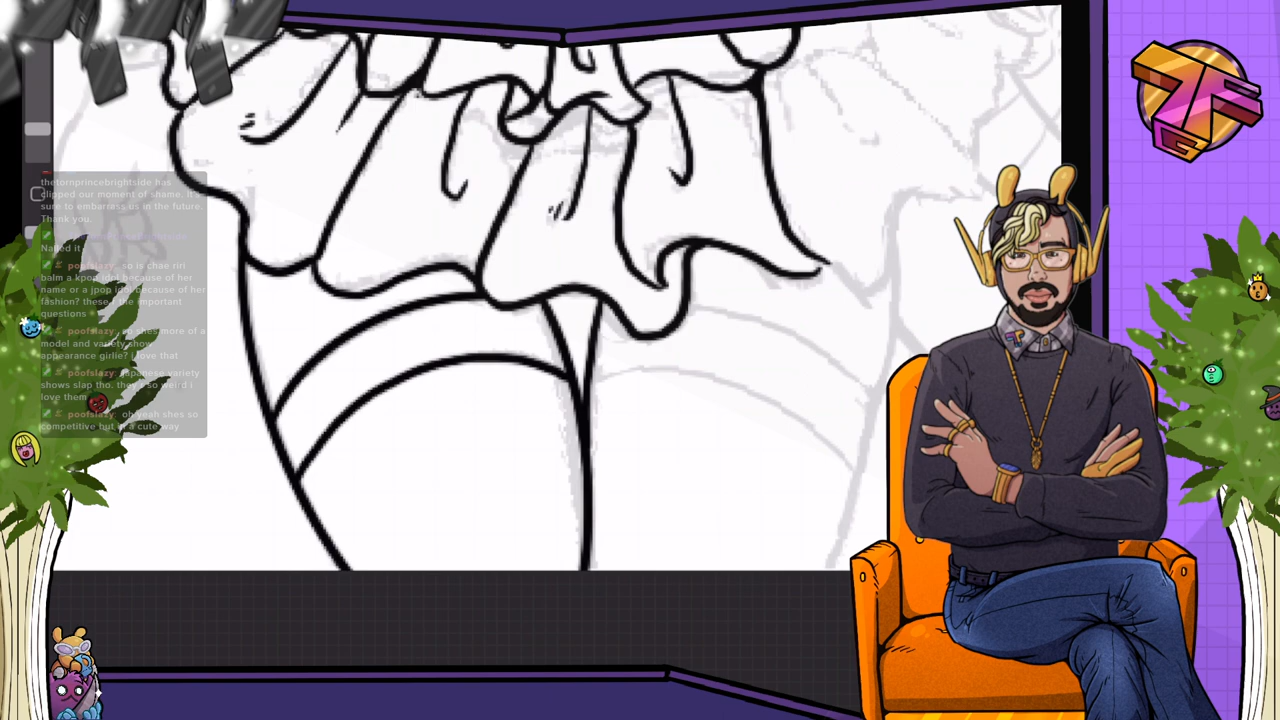 thetornprincebrightside has
clipped our moment of shame. It's
sure to embarrass us in the future.
Thank you.
Nailed it
poofslazy: so is chae riri
balm a kpop idol because of her
name or a jpop idol because of her
fashion? these r the important
questions
poofslazy: so shes more of a
model and variety show
appearance girlie? i love that
poofslazy: japanese variety
shows slap tho. they r so weird i
love them
poofslazy: oh yeah shes so
competitive but in a cute way
7F
G